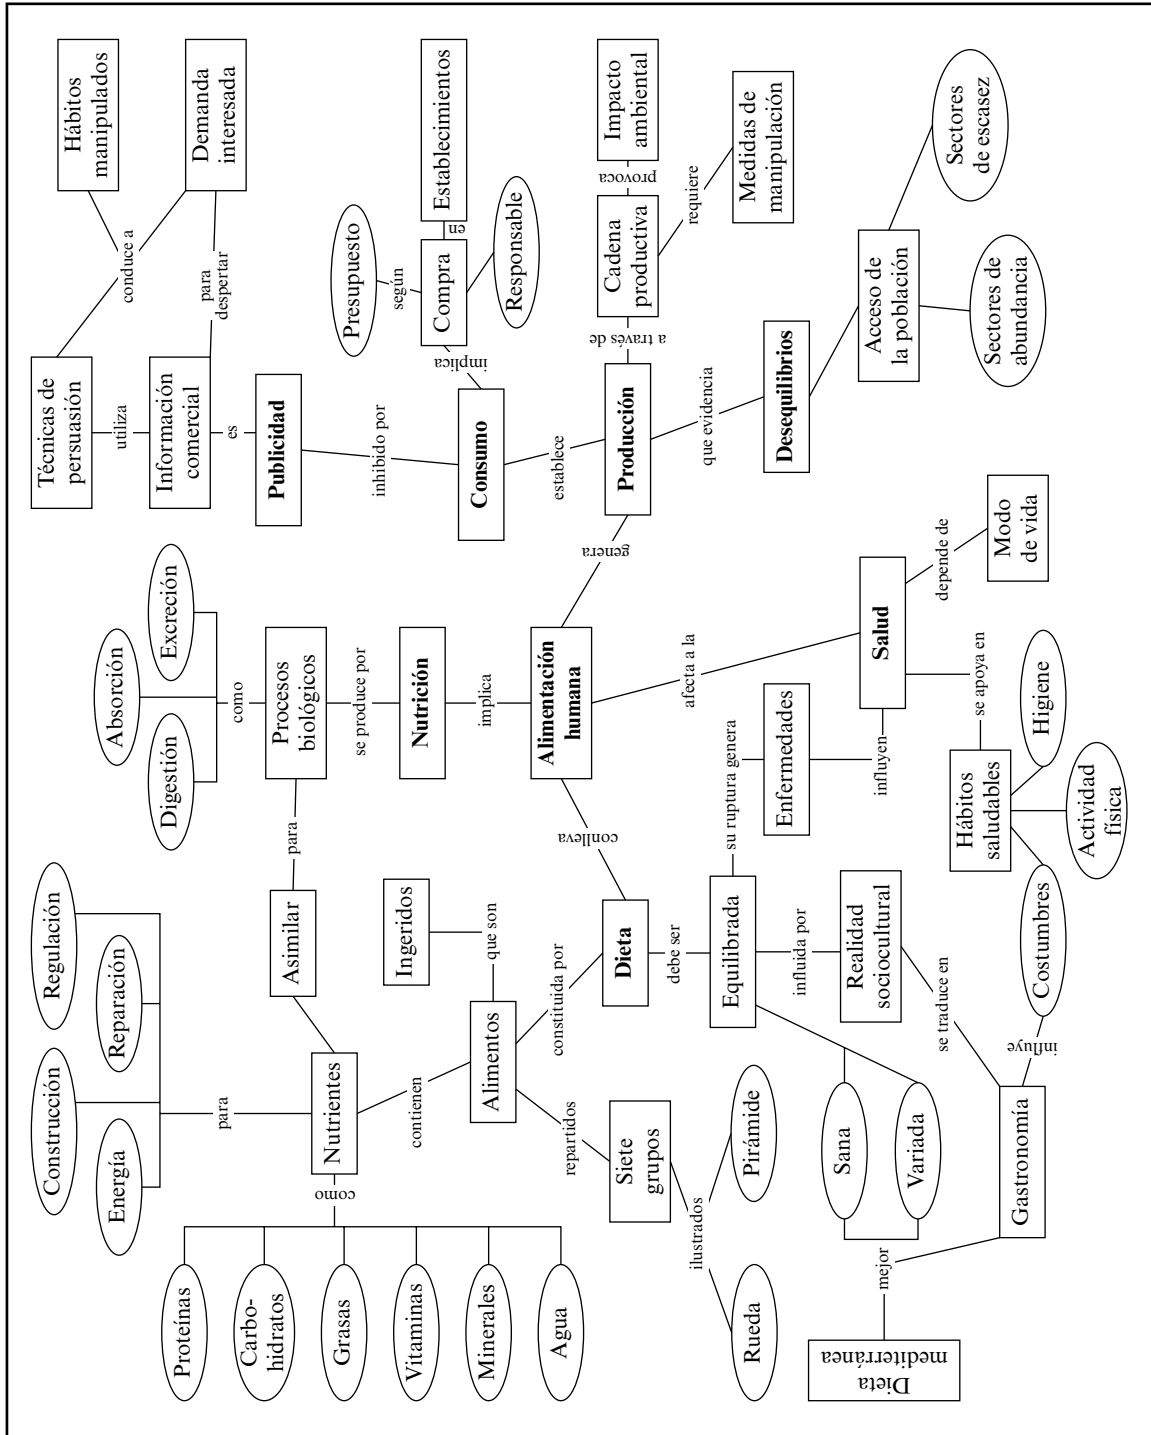 Proteínas
Carbo-
hidratos
Grasas
Vitaminas
Minerales
Agua
como
Nutrientes
para
Energía
Construcción
Reparación
Regulación
Asimilar
para
Procesos
biológicos
como
Digestión
Absorción
Excreción
se produce por
Nutrición
implica
Alimentación
humana
contienen
Alimentos
que son
Ingeridos
repartidos
Siete
grupos
ilustrados
Rueda
Pirámide
constituida por
Dieta
conlleva
debe ser
Equilibrada
Sana
Variada
mejor
Dieta
mediterránea
influida por
Realidad
sociocultural
se traduce en
Gastronomía
influye
Costumbres
Actividad
física
Higiene
Hábitos
saludables
se apoya en
Salud
depende de
Modo
de vida
su ruptura genera
Enfermedades
influyen
afecta a la
genera
Producción
a través de
Cadena
productiva
provoca
Impacto
ambiental
requiere
Medidas de
manipulación
que evidencia
Desequilibrios
Acceso de
la población
Sectores de
abundancia
Sectores
de escasez
establece
Consumo
implica
Compra
según
Presupuesto
en
Establecimientos
Responsable
inhibido por
Publicidad
es
Información
comercial
utiliza
Técnicas de
persuasión
para
despertar
Demanda
interesada
conduce a
Hábitos
manipulados